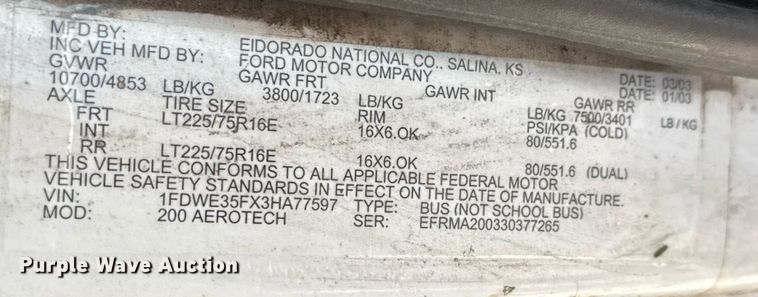 MFD BY: EIDORADO NATIONAL CO., SALINA, KS DATE: 03/03
INC VEH MFD BY: FORD MOTOR COMPANY DATE: 01/03
GVWR GAWR FRT GAWR INT GAWR RR
10700/4853 LB/KG 3800/1723 LB/KG LB/KG 7500/3401 LB/KG
AXLE TIRE SIZE RIM PSI/KPA (COLD)
FRT LT225/75R16E 16X6.OK 80/551.6
INT
RR LT225/75R16E 16X6.OK 80/551.6 (DUAL)
THIS VEHICLE CONFORMS TO ALL APPLICABLE FEDERAL MOTOR
VEHICLE SAFETY STANDARDS IN EFFECT ON THE DATE OF MANUFACTURE.
VIN: 1FDWE35FX3HA77597 TYPE: BUS (NOT SCHOOL BUS)
MOD: 200 AEROTECH SER: EFRMA200330377265
Purple Wave Auction